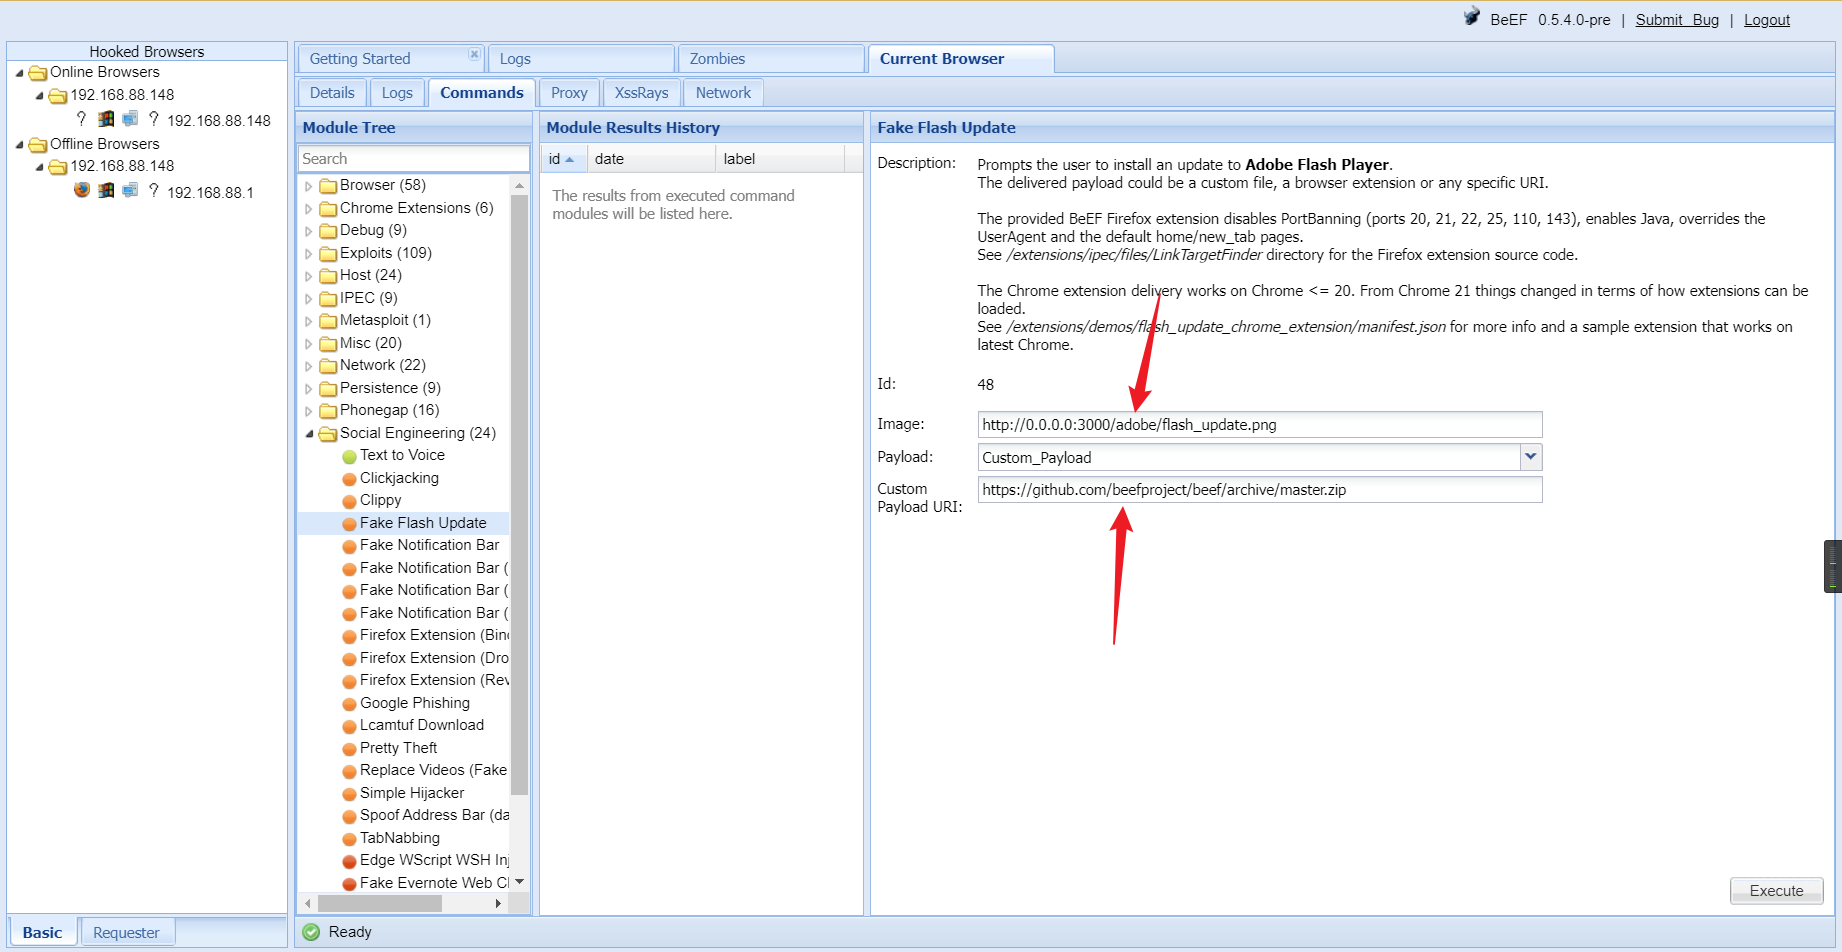 BeEF 0.5.4.0-pre | Submit Bug | Logout
Hooked Browsers
Online Browsers
192.168.88.148
? ? 192.168.88.148
Offline Browsers
192.168.88.148
? 192.168.88.1
Basic
Requester
Getting Started
Logs
Zombies
Current Browser
Details
Logs
Commands
Proxy
XssRays
Network
Module Tree
Search
Browser (58)
Chrome Extensions (6)
Debug (9)
Exploits (109)
Host (24)
IPEC (9)
Metasploit (1)
Misc (20)
Network (22)
Persistence (9)
Phonegap (16)
Social Engineering (24)
Text to Voice
Clickjacking
Clippy
Fake Flash Update
Fake Notification Bar
Fake Notification Bar (
Fake Notification Bar (
Fake Notification Bar (
Firefox Extension (Bin
Firefox Extension (Dro
Firefox Extension (Rev
Google Phishing
Lcamtuf Download
Pretty Theft
Replace Videos (Fake
Simple Hijacker
Spoof Address Bar (da
TabNabbing
Edge WScript WSH Inj
Fake Evernote Web Cl
Module Results History
id date label
The results from executed command
modules will be listed here.
Fake Flash Update
Description: Prompts the user to install an update to Adobe Flash Player.
The delivered payload could be a custom file, a browser extension or any specific URI.
The provided BeEF Firefox extension disables PortBanning (ports 20, 21, 22, 25, 110, 143), enables Java, overrides the
UserAgent and the default home/new_tab pages.
See /extensions/ipec/files/LinkTargetFinder directory for the Firefox extension source code.
The Chrome extension delivery works on Chrome <= 20. From Chrome 21 things changed in terms of how extensions can be
loaded.
See /extensions/demos/flash_update_chrome_extension/manifest.json for more info and a sample extension that works on
latest Chrome.
Id: 48
Image: http://0.0.0.0:3000/adobe/flash_update.png
Payload: Custom_Payload
Custom
Payload URI: https://github.com/beefproject/beef/archive/master.zip
Execute
Ready